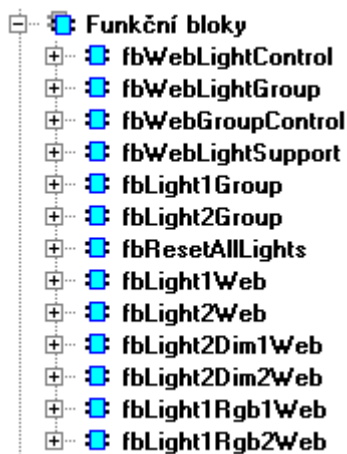 Funkční bloky
fbWebLightControl
fbWebLightGroup
fbWebGroupControl
fbWebLightSupport
fbLight1Group
fbLight2Group
fbResetAllLights
fbLight1Web
fbLight2Web
fbLight2Dim1Web
fbLight2Dim2Web
fbLight1Rgb1Web
fbLight1Rgb2Web